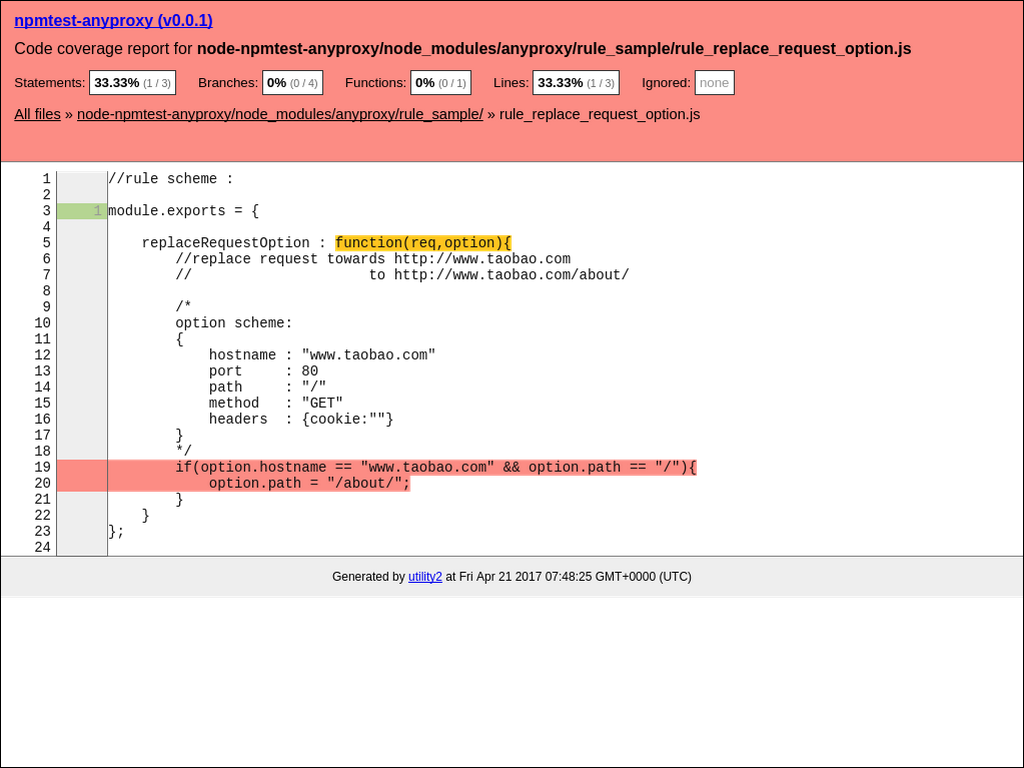 npmtest-anyproxy (v0.0.1)
Code coverage report for node-npmtest-anyproxy/node_modules/anyproxy/rule_sample/rule_replace_request_option.js
Statements: 33.33% (1 / 3) Branches: 0% (0 / 4) Functions: 0% (0 / 1) Lines: 33.33% (1 / 3) Ignored: none
All files » node-npmtest-anyproxy/node_modules/anyproxy/rule_sample/ » rule_replace_request_option.js
1 //rule scheme :
2
3 1 module.exports = {
4
5     replaceRequestOption : function(req,option){
6         //replace request towards http://www.taobao.com
7         //                     to http://www.taobao.com/about/
8
9         /*
10         option scheme:
11         {
12             hostname : "www.taobao.com"
13             port     : 80
14             path     : "/"
15             method   : "GET"
16             headers  : {cookie:""}
17         }
18         */
19         if(option.hostname == "www.taobao.com" && option.path == "/"){
20             option.path = "/about/";
21         }
22     }
23 };
24
Generated by utility2 at Fri Apr 21 2017 07:48:25 GMT+0000 (UTC)